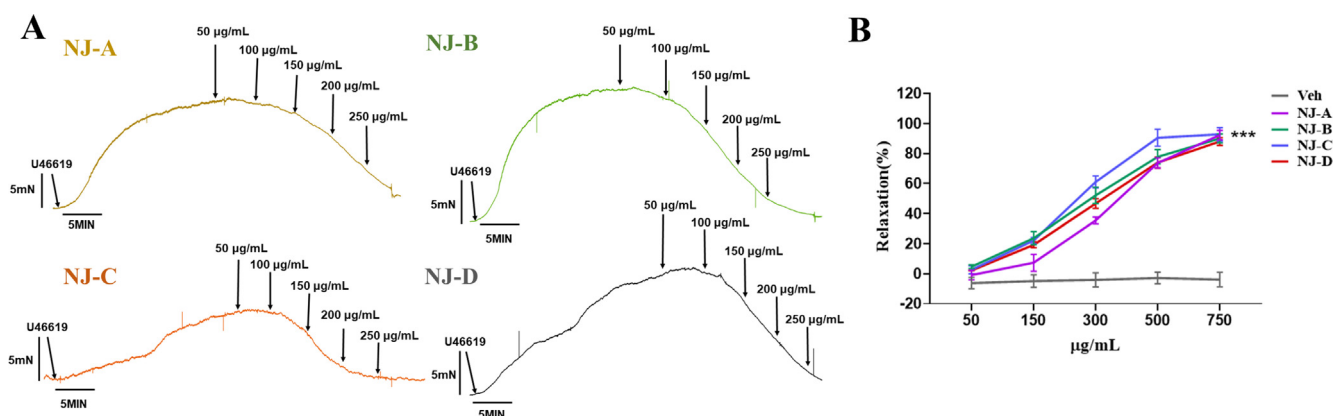 A
NJ-A
50 µg/mL
100 µg/mL
150 µg/mL
200 µg/mL
250 µg/mL
U46619
5mN
5MIN
NJ-B
50 µg/mL
100 µg/mL
150 µg/mL
200 µg/mL
250 µg/mL
U46619
5mN
5MIN
NJ-C
50 µg/mL
100 µg/mL
150 µg/mL
200 µg/mL
250 µg/mL
U46619
5mN
5MIN
NJ-D
50 µg/mL
100 µg/mL
150 µg/mL
200 µg/mL
250 µg/mL
U46619
5mN
5MIN
B
Relaxation(%)
120
100
80
60
40
20
0
-20
50 150 300 500 750
µg/mL
***
Veh
NJ-A
NJ-B
NJ-C
NJ-D